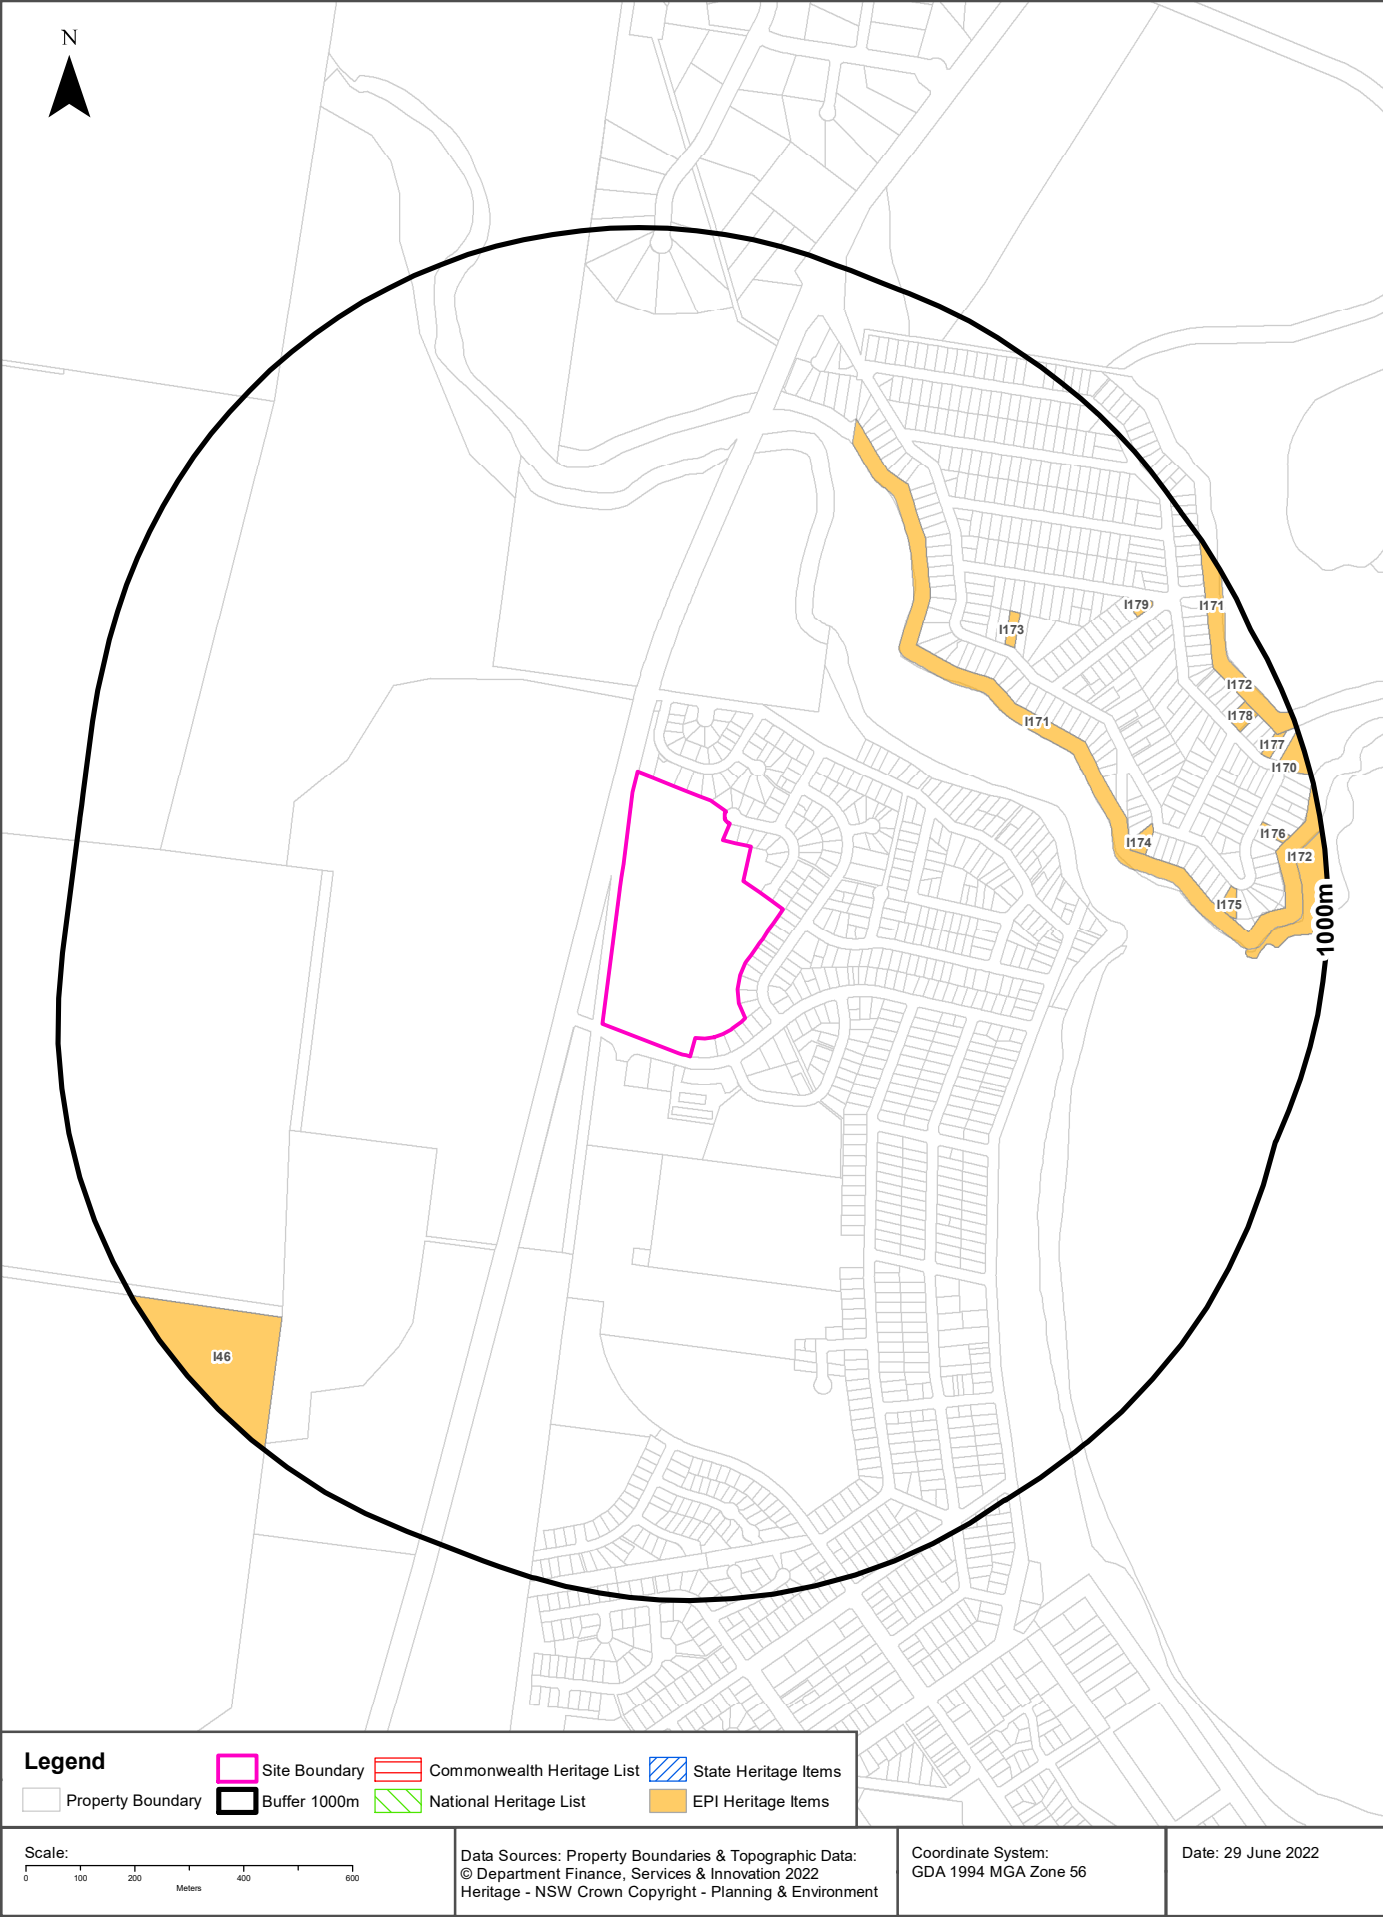 N
I179
I171
I173
I172
I178
I171
I177
I170
I176
I174
I172
I175
1000m
I46
Legend
Site Boundary
Commonwealth Heritage List
State Heritage Items
Property Boundary
Buffer 1000m
National Heritage List
EPI Heritage Items
Scale:
0 100 200 400 600
Meters
Data Sources: Property Boundaries & Topographic Data:
© Department Finance, Services & Innovation 2022
Heritage - NSW Crown Copyright - Planning & Environment
Coordinate System:
GDA 1994 MGA Zone 56
Date: 29 June 2022